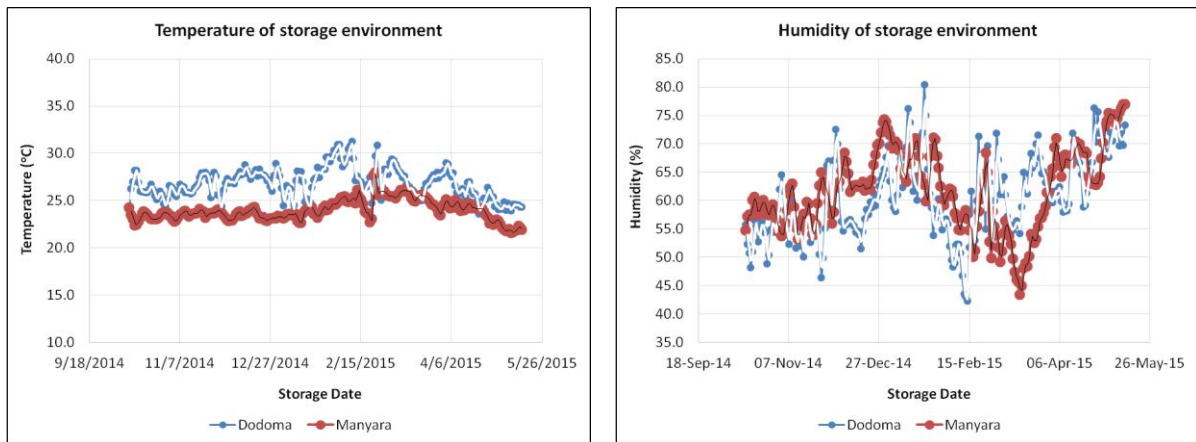 Temperature of storage environment
40.0
35.0
30.0
25.0
20.0
15.0
10.0
Temperature (°C)
9/18/2014 11/7/2014 12/27/2014 2/15/2015 4/6/2015 5/26/2015
Storage Date
Dodoma Manyara
Humidity of storage environment
85.0
80.0
75.0
70.0
65.0
60.0
55.0
50.0
45.0
40.0
35.0
Humidity (%)
18-Sep-14 07-Nov-14 27-Dec-14 15-Feb-15 06-Apr-15 26-May-15
Storage Date
Dodoma Manyara